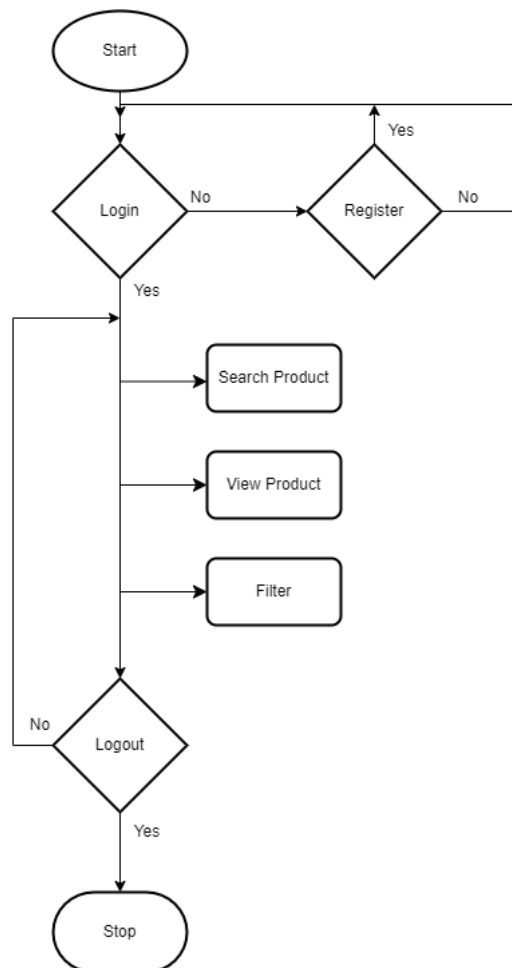 Start
Yes
Login
No
Register
No
Yes
Search Product
View Product
Filter
No
Logout
Yes
Stop